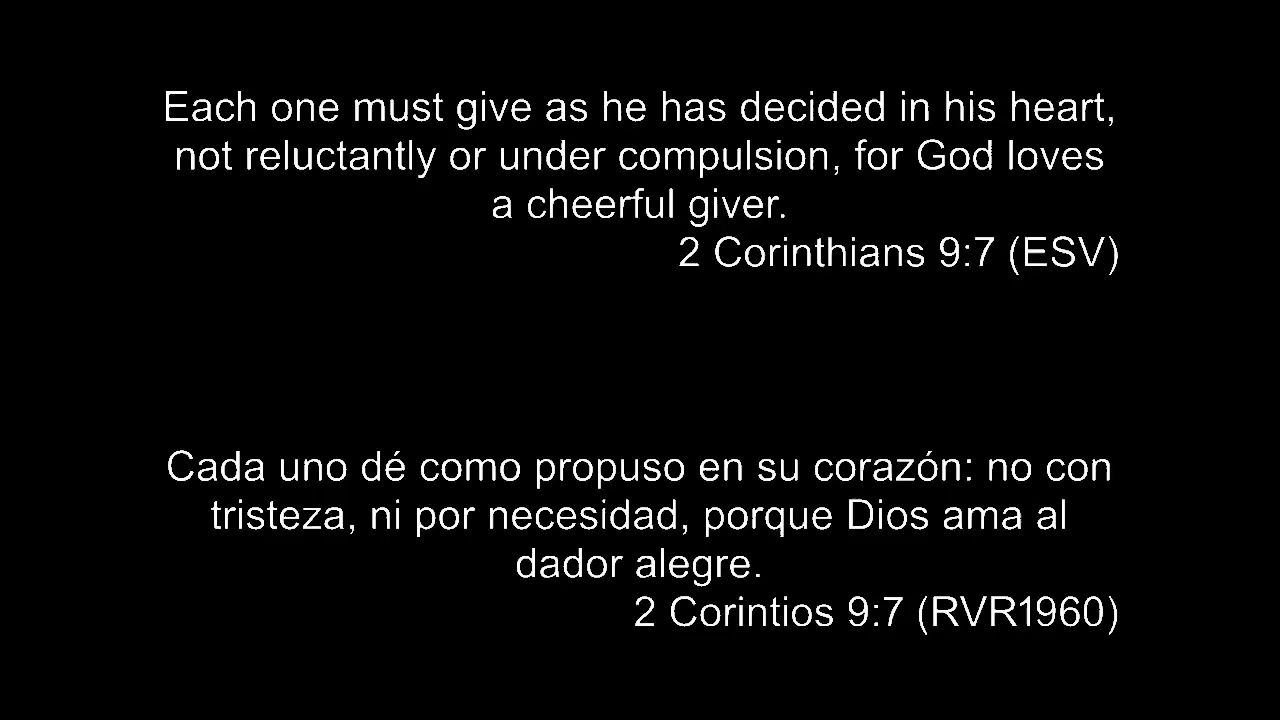 Each one must give as he has decided in his heart,
not reluctantly or under compulsion, for God loves
a cheerful giver.
2 Corinthians 9:7 (ESV)
Cada uno dé como propuso en su corazón: no con
tristeza, ni por necesidad, porque Dios ama al
dador alegre.
2 Corintios 9:7 (RVR1960)